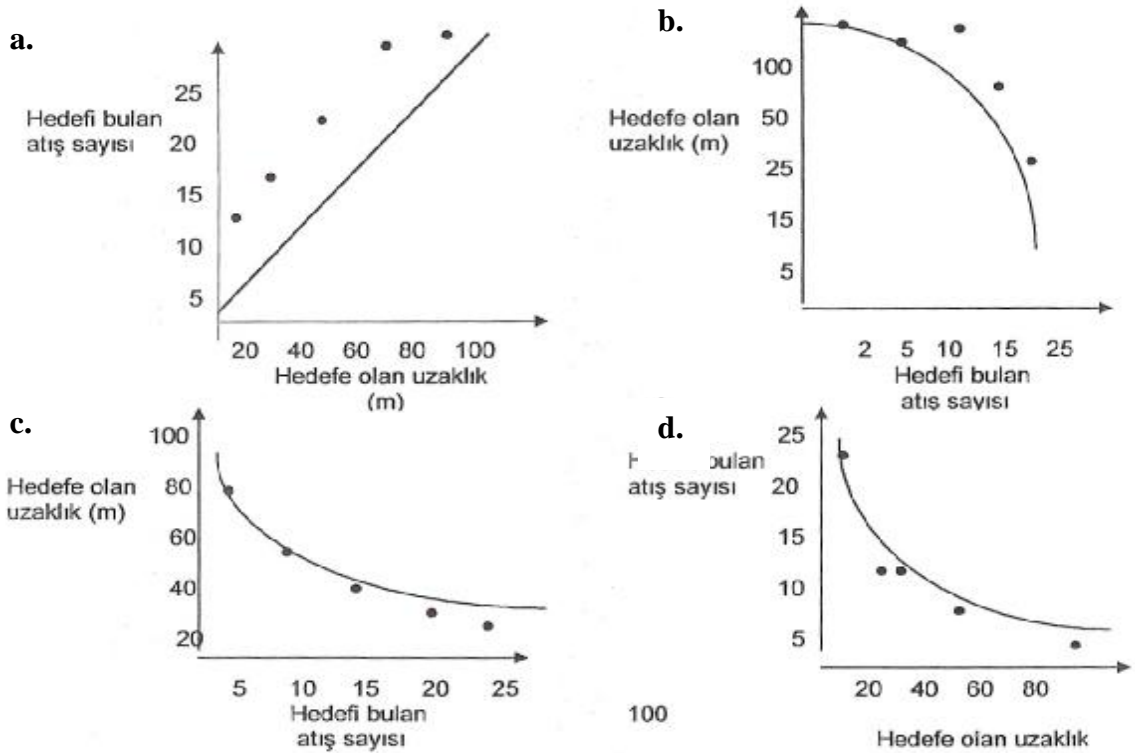 a.
Hedefi bulan
atış sayısı
25
20
15
10
5
20 40 60 80 100
Hedefe olan uzaklık
(m)
b.
Hedefe olan
uzaklık (m)
100
50
25
15
5
2 5 10 15 25
Hedefi bulan
atış sayısı
c.
Hedefe olan
uzaklık (m)
100
80
60
40
20
5 10 15 20 25
Hedefi bulan
atış sayısı
d.
bulan
atış sayısı
25
20
15
10
5
20 40 60 80
100
Hedefe olan uzaklık